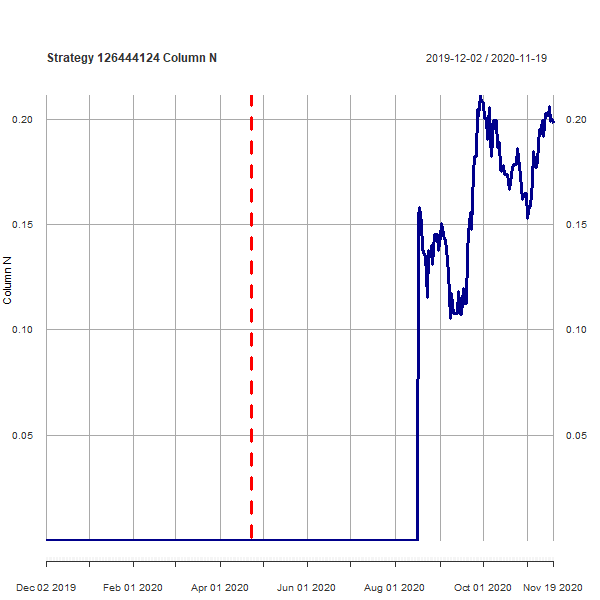 Strategy 126444124 Column N
2019-12-02 / 2020-11-19
0.20
0.20
0.15
0.15
Column N
0.10
0.10
0.05
0.05
Dec 02 2019
Feb 01 2020
Apr 01 2020
Jun 01 2020
Aug 01 2020
Oct 01 2020
Nov 19 2020